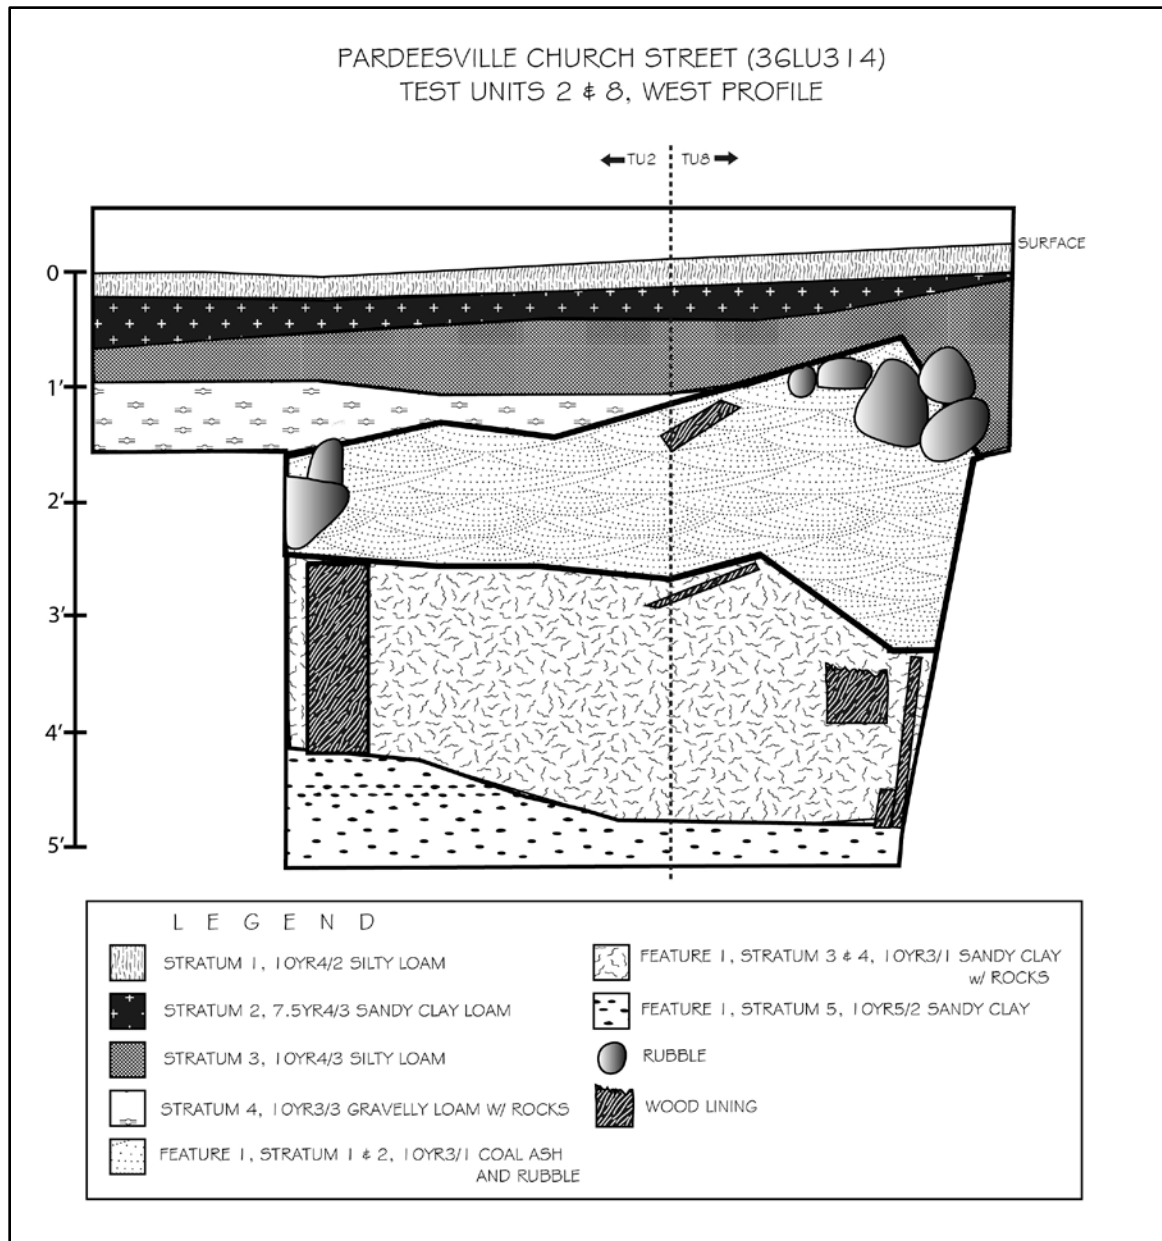 PARDEESVILLE CHURCH STREET (36LU314)
TEST UNITS 2 & 8, WEST PROFILE
TU2 TU8
SURFACE
0
1'
2'
3'
4'
5'
LEGEND
STRATUM 1, 10YR4/2 SILTY LOAM
STRATUM 2, 7.5YR4/3 SANDY CLAY LOAM
STRATUM 3, 10YR4/3 SILTY LOAM
STRATUM 4, 10YR3/3 GRAVELLY LOAM W/ ROCKS
FEATURE 1, STRATUM 1 & 2, 10YR3/1 COAL ASH
AND RUBBLE
FEATURE 1, STRATUM 3 & 4, 10YR3/1 SANDY CLAY
w/ ROCKS
FEATURE 1, STRATUM 5, 10YR5/2 SANDY CLAY
RUBBLE
WOOD LINING